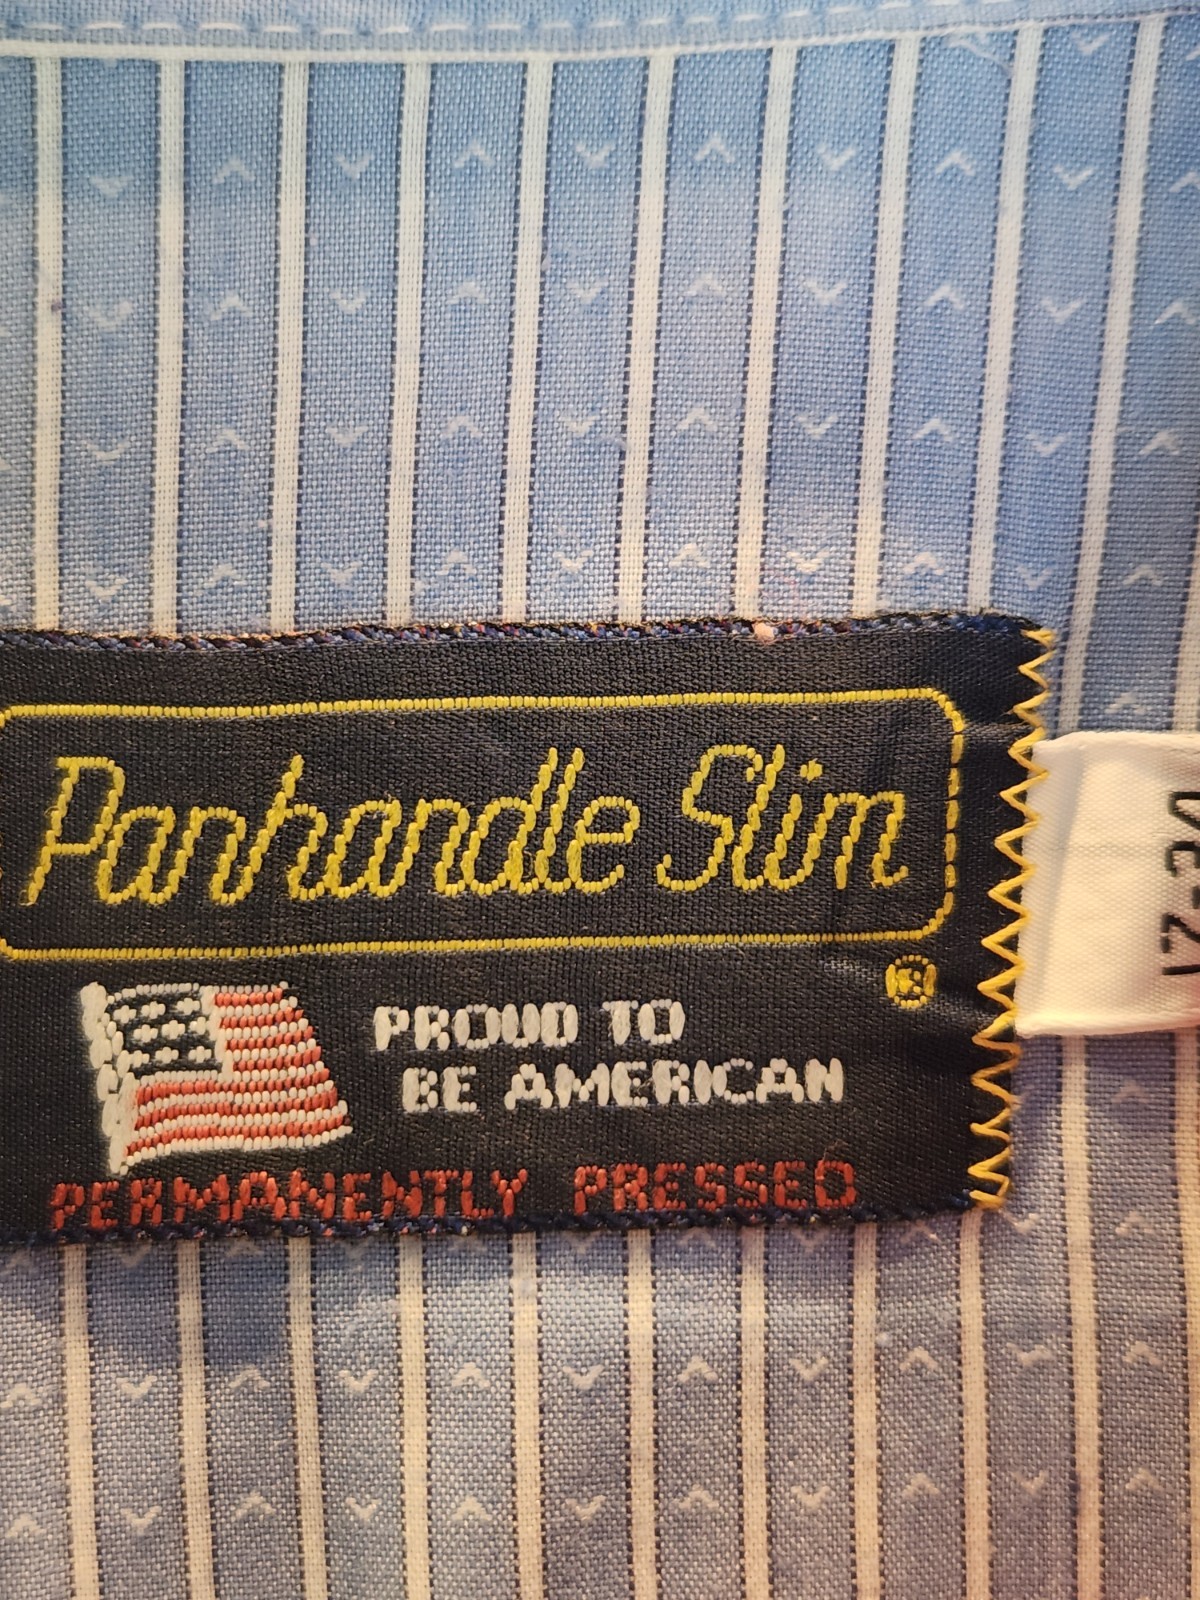 Panhandle Slim
®
PROUD TO
BE AMERICAN
PERMANENTLY PRESSED